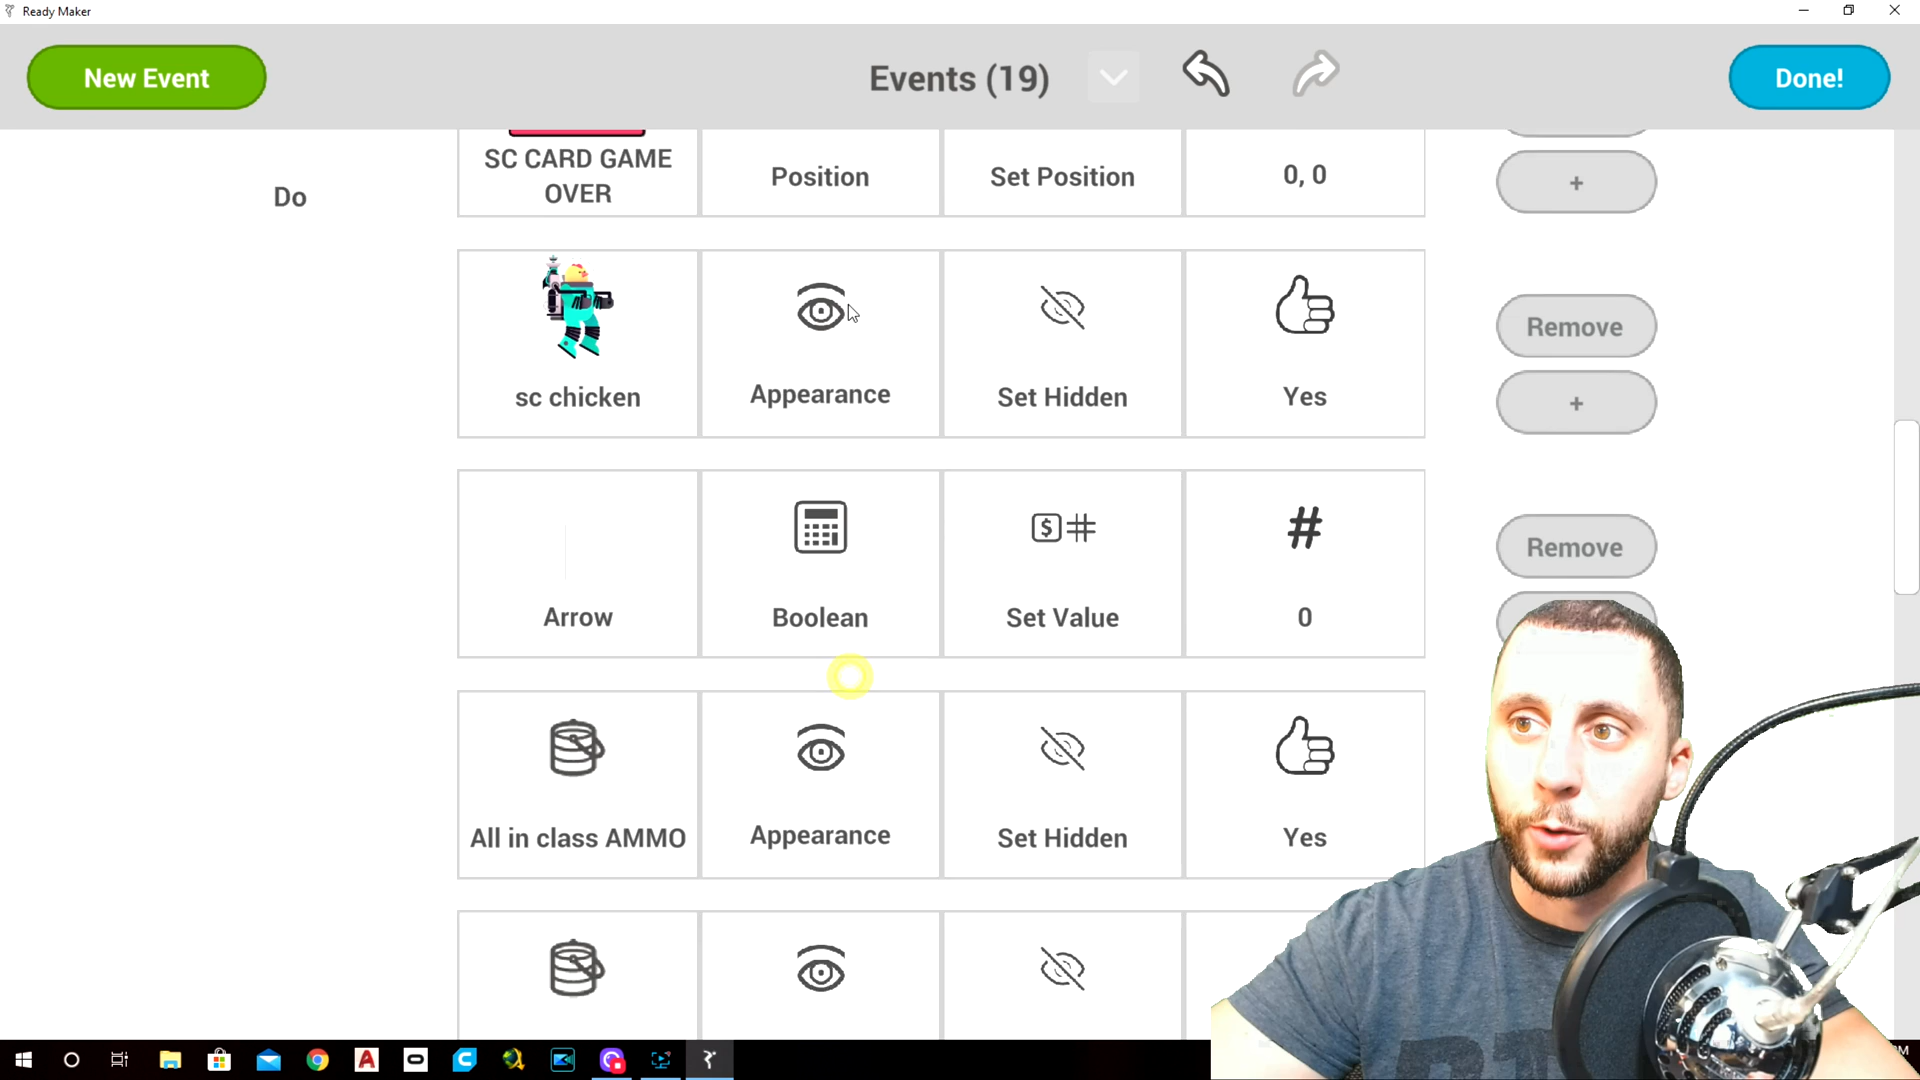 Ready Maker
New Event
Events (19)
Done!
Do
SC CARD GAME
OVER
Position
Set Position
0, 0
+
sc chicken
Appearance
Set Hidden
Yes
Remove
+
Arrow
Boolean
Set Value
#
0
Remove
All in class AMMO
Appearance
Set Hidden
Yes